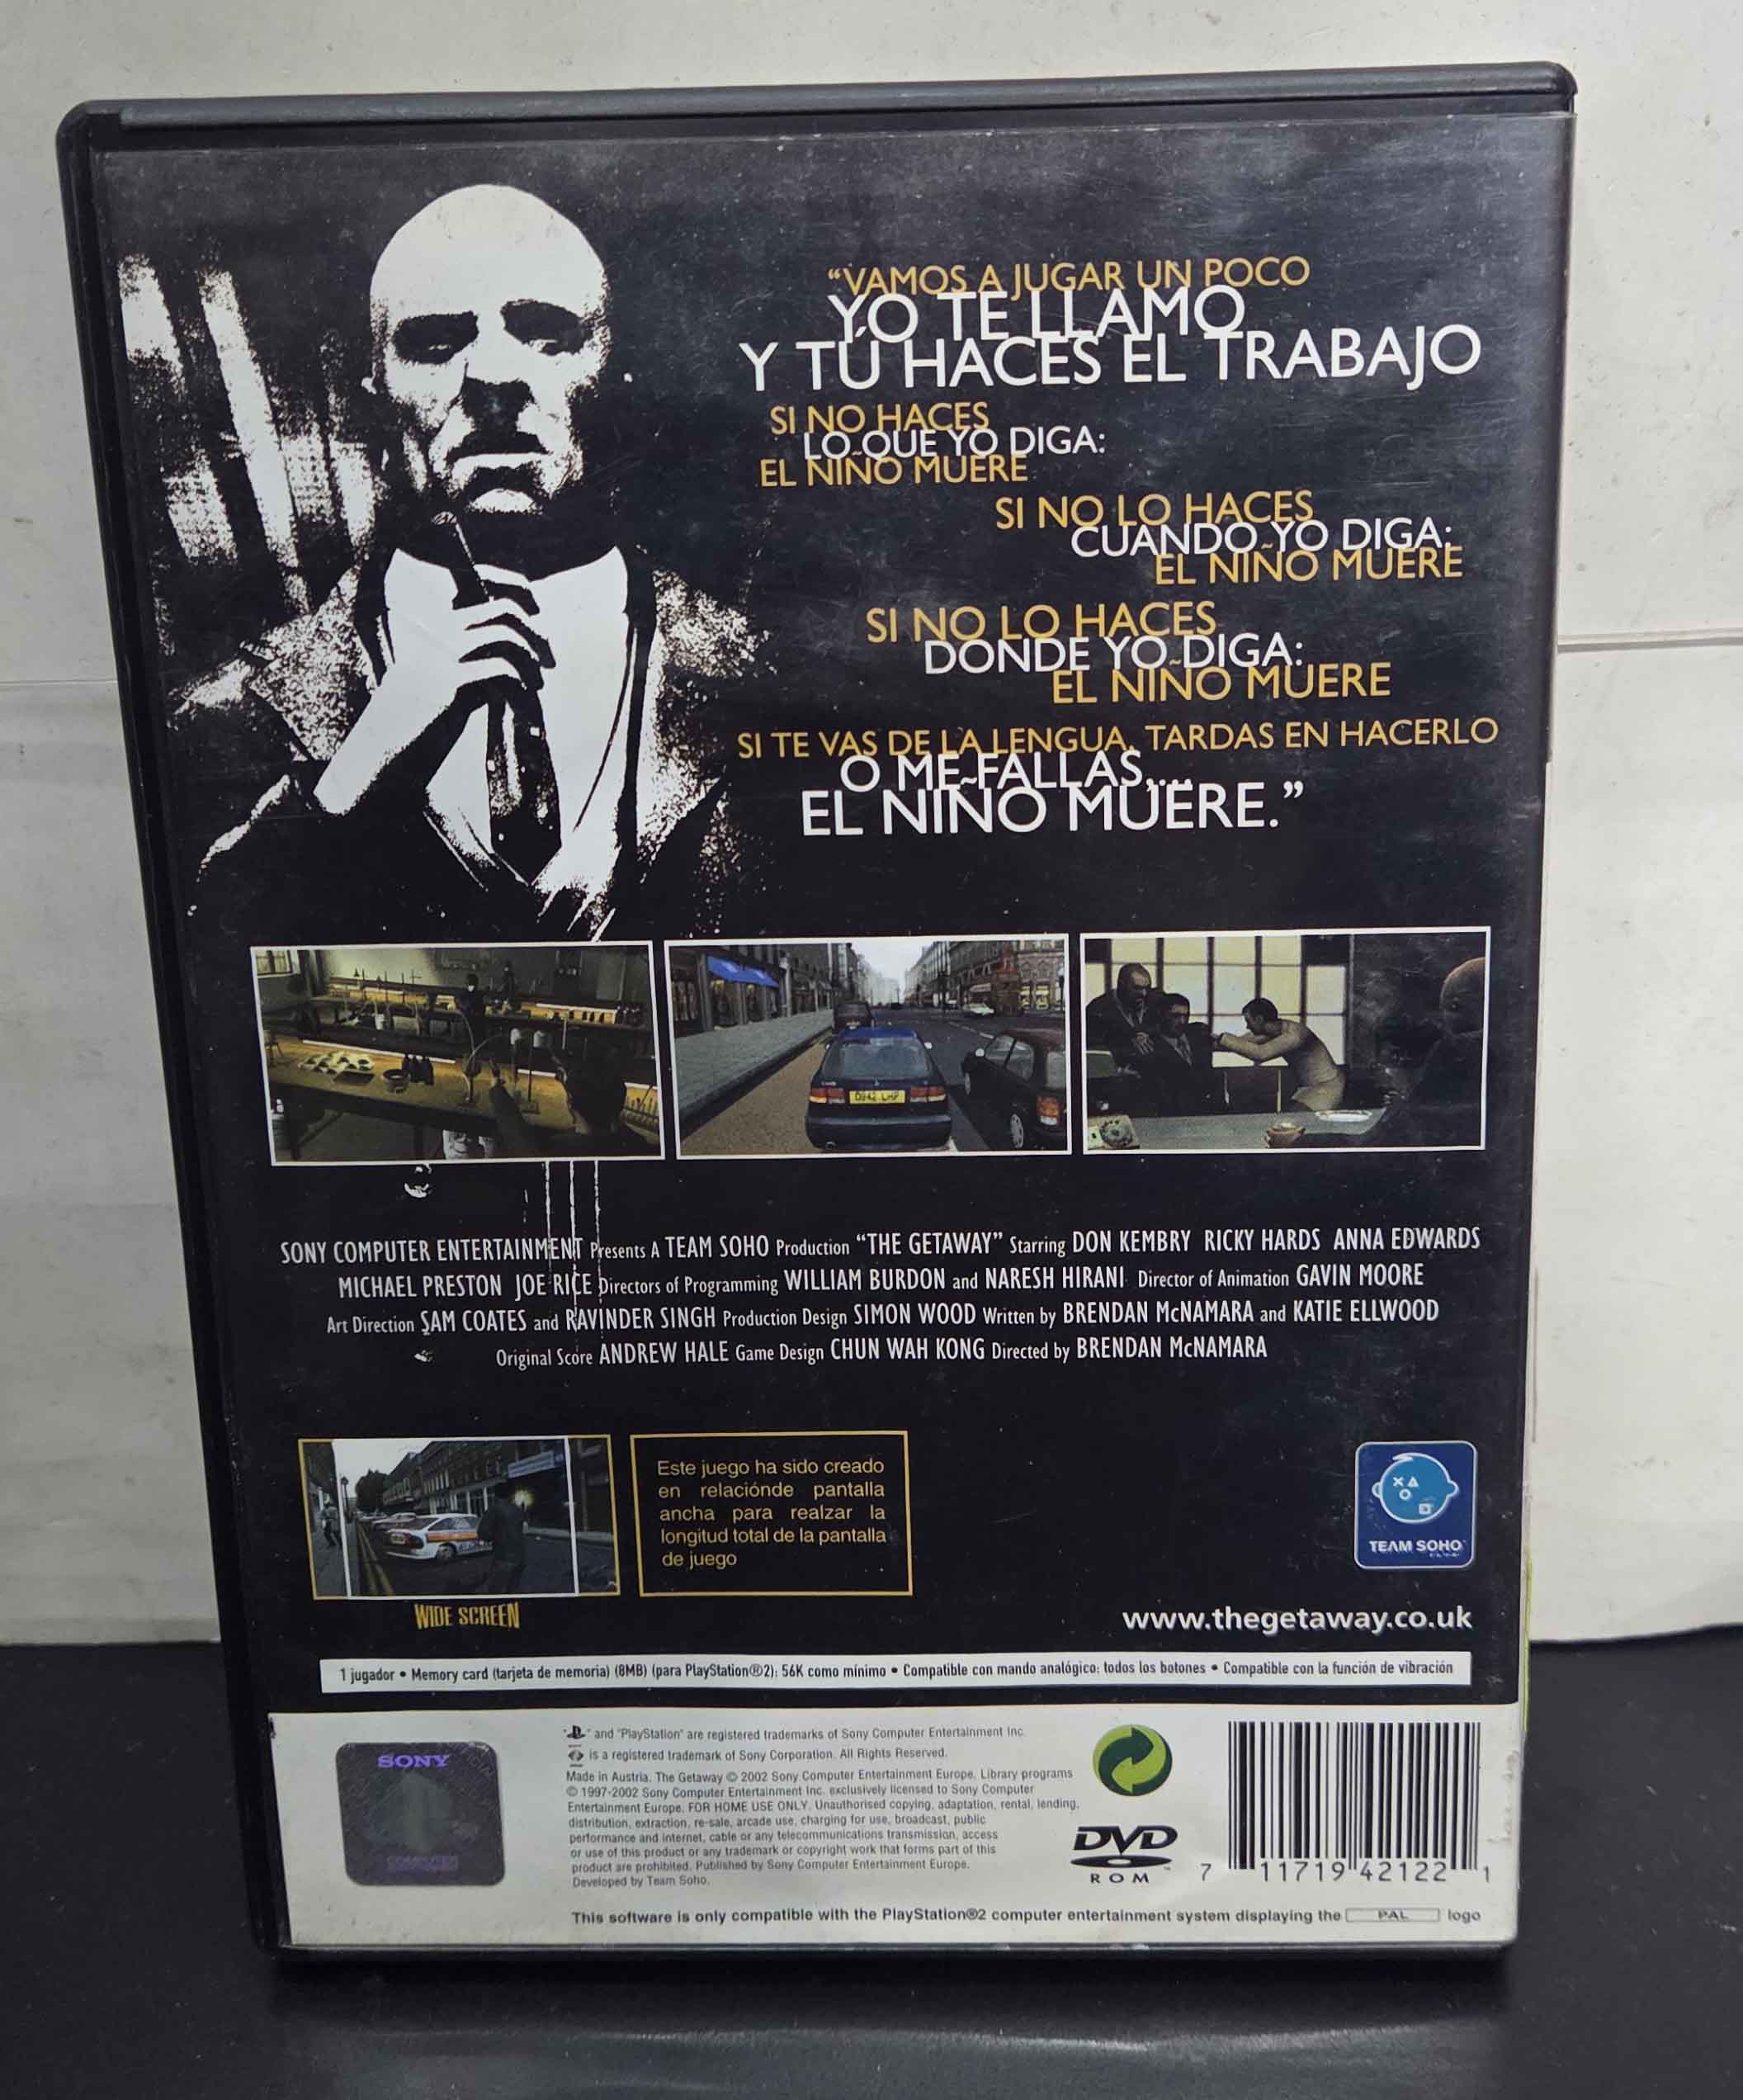 “VAMOS A JUGAR UN POCO
YO TE LLAMO
Y TÚ HACES EL TRABAJO
SI NO HACES
LO QUE YO DIGA:
EL NIÑO MUERE
SI NO LO HACES
CUANDO YO DIGA:
EL NIÑO MUERE
SI NO LO HACES
DONDE YO DIGA:
EL NIÑO MUERE
SI TE VAS DE LA LENGUA, TARDAS EN HACERLO
O ME FALLAS....
EL NIÑO MUERE.”
SONY COMPUTER ENTERTAINMENT Presents A TEAM SOHO Production “THE GETAWAY” Starring DON KEMBRY RICKY HARDS ANNA EDWARDS
MICHAEL PRESTON JOE RICE Directors of Programming WILLIAM BURDON and NARESH HIRANI Director of Animation GAVIN MOORE
Art Direction SAM COATES and RAVINDER SINGH Production Design SIMON WOOD Written by BRENDAN McNAMARA and KATIE ELLWOOD
Original Score ANDREW HALE Game Design CHUN WAH KONG Directed by BRENDAN McNAMARA
Este juego ha sido creado
en relaciónde pantalla
ancha para realzar la
longitud total de la pantalla
de juego
WIDE SCREEN
TEAM SOHO
www.thegetaway.co.uk
1 jugador • Memory card (tarjeta de memoria) (8MB) (para PlayStation®2): 56K como mínimo • Compatible con mando analógico: todos los botones • Compatible con la función de vibración
SONY
COMPUTER
" " and "PlayStation" are registered trademarks of Sony Computer Entertainment Inc.
is a registered trademark of Sony Corporation. All Rights Reserved.
Made in Austria. The Getaway © 2002 Sony Computer Entertainment Europe. Library programs
© 1997-2002 Sony Computer Entertainment Inc. exclusively licensed to Sony Computer
Entertainment Europe. FOR HOME USE ONLY. Unauthorised copying, adaptation, rental, lending,
distribution, extraction, re-sale, arcade use, charging for use, broadcast, public
performance and internet, cable or any telecommunications transmission, access
or use of this product or any trademark or copyright work that forms part of this
product are prohibited. Published by Sony Computer Entertainment Europe.
Developed by Team Soho.
DVD
ROM
7 11719 42122 1
This software is only compatible with the PlayStation®2 computer entertainment system displaying the PAL logo